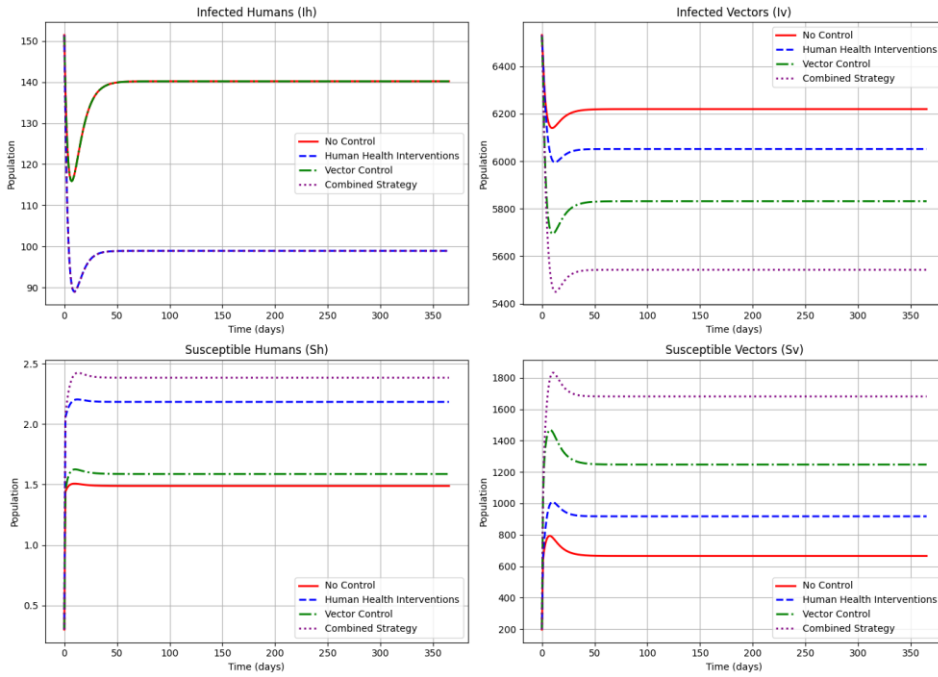 Infected Humans (Ih)
150
140
130
120
110
100
90
Population
0 50 100 150 200 250 300 350
Time (days)
No Control
Human Health Interventions
Vector Control
Combined Strategy
Infected Vectors (Iv)
6400
6200
6000
5800
5600
5400
Population
0 50 100 150 200 250 300 350
Time (days)
No Control
Human Health Interventions
Vector Control
Combined Strategy
Susceptible Humans (Sh)
2.5
2.0
1.5
1.0
0.5
Population
0 50 100 150 200 250 300 350
Time (days)
No Control
Human Health Interventions
Vector Control
Combined Strategy
Susceptible Vectors (Sv)
1800
1600
1400
1200
1000
800
600
400
200
Population
0 50 100 150 200 250 300 350
Time (days)
No Control
Human Health Interventions
Vector Control
Combined Strategy